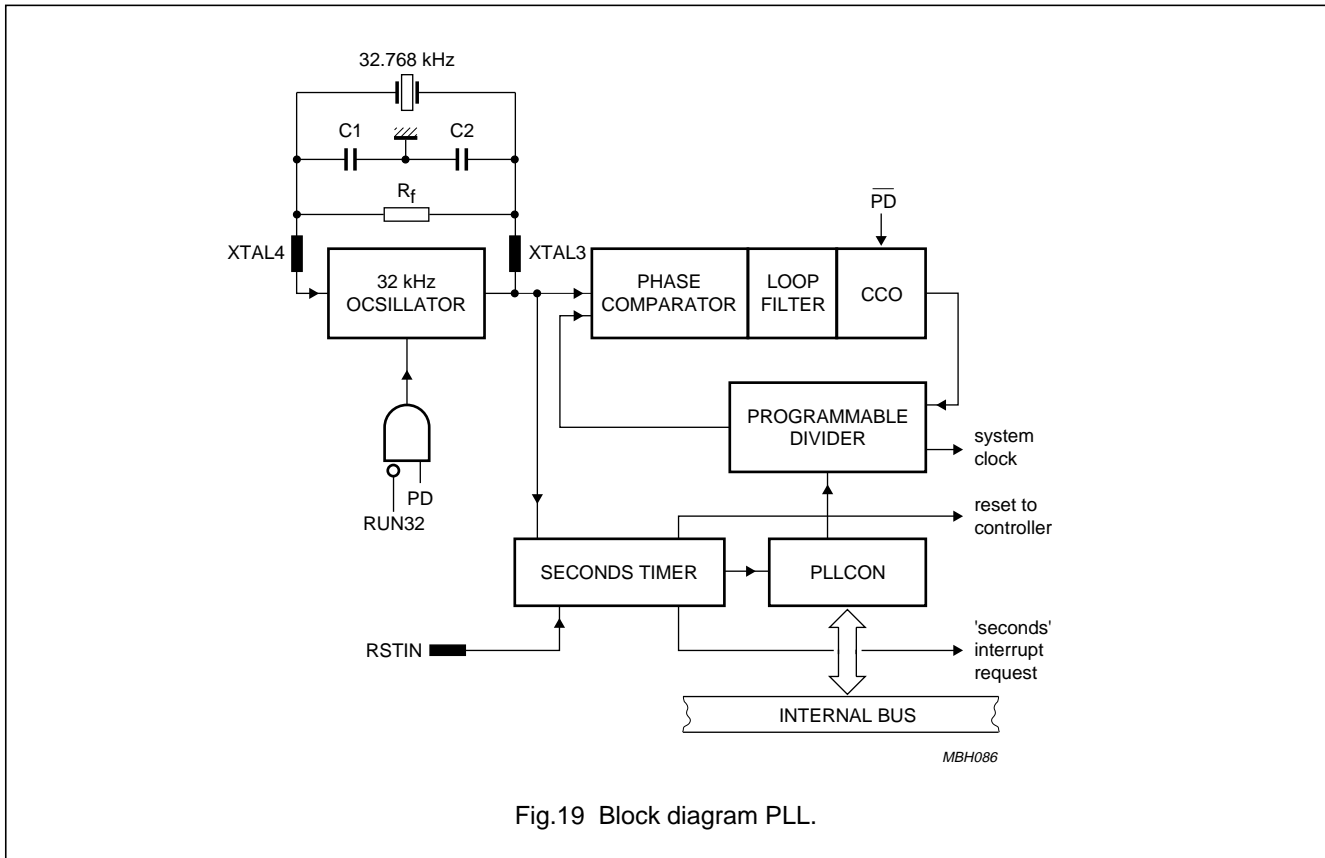 32.768 kHz
C1
C2
Rf
PD
XTAL4
XTAL3
32 kHz
OCSILLATOR
PHASE
COMPARATOR
LOOP
FILTER
CCO
PROGRAMMABLE
DIVIDER
system
clock
PD
RUN32
reset to
controller
SECONDS TIMER
PLLCON
RSTIN
'seconds'
interrupt
request
INTERNAL BUS
MBH086
Fig.19 Block diagram PLL.